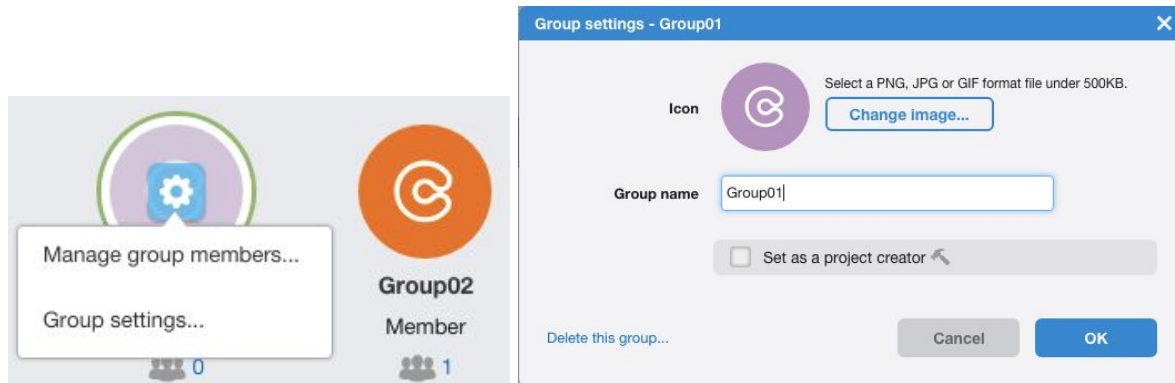 Manage group members...
Group settings...
0
Group02
Member
1
Group settings - Group01
Select a PNG, JPG or GIF format file under 500KB.
Icon
Change image...
Group name
Group01
Set as a project creator
Delete this group...
Cancel
OK